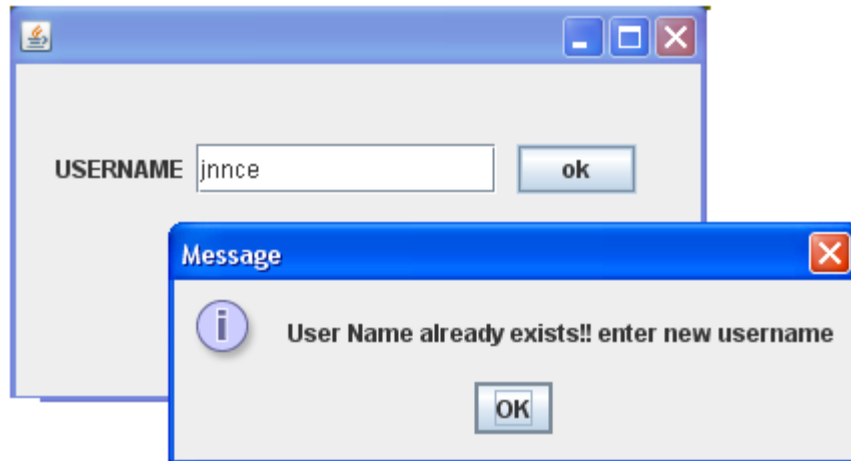 USERNAME jnnce ok
Message
i
User Name already exists!! enter new username
OK